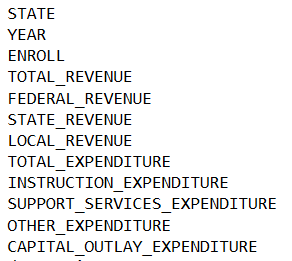 STATE
YEAR
ENROLL
TOTAL_REVENUE
FEDERAL_REVENUE
STATE_REVENUE
LOCAL_REVENUE
TOTAL_EXPENDITURE
INSTRUCTION_EXPENDITURE
SUPPORT_SERVICES_EXPENDITURE
OTHER_EXPENDITURE
CAPITAL_OUTLAY_EXPENDITURE